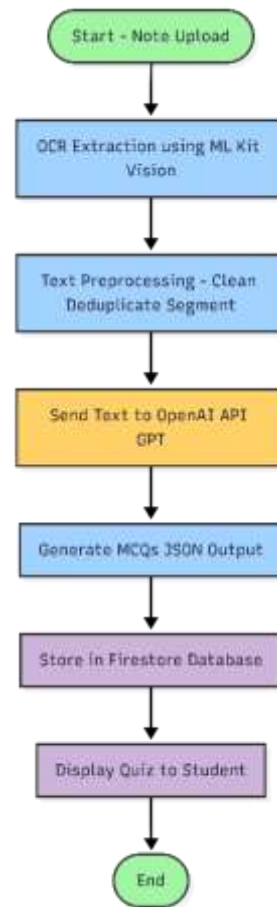 Start - Note Upload
OCR Extraction using ML Kit
Vision
Text Preprocessing - Clean
Deduplicate Segment
Send Text to OpenAI API
GPT
Generate MCQs JSON Output
Store in Firestore Database
Display Quiz to Student
End